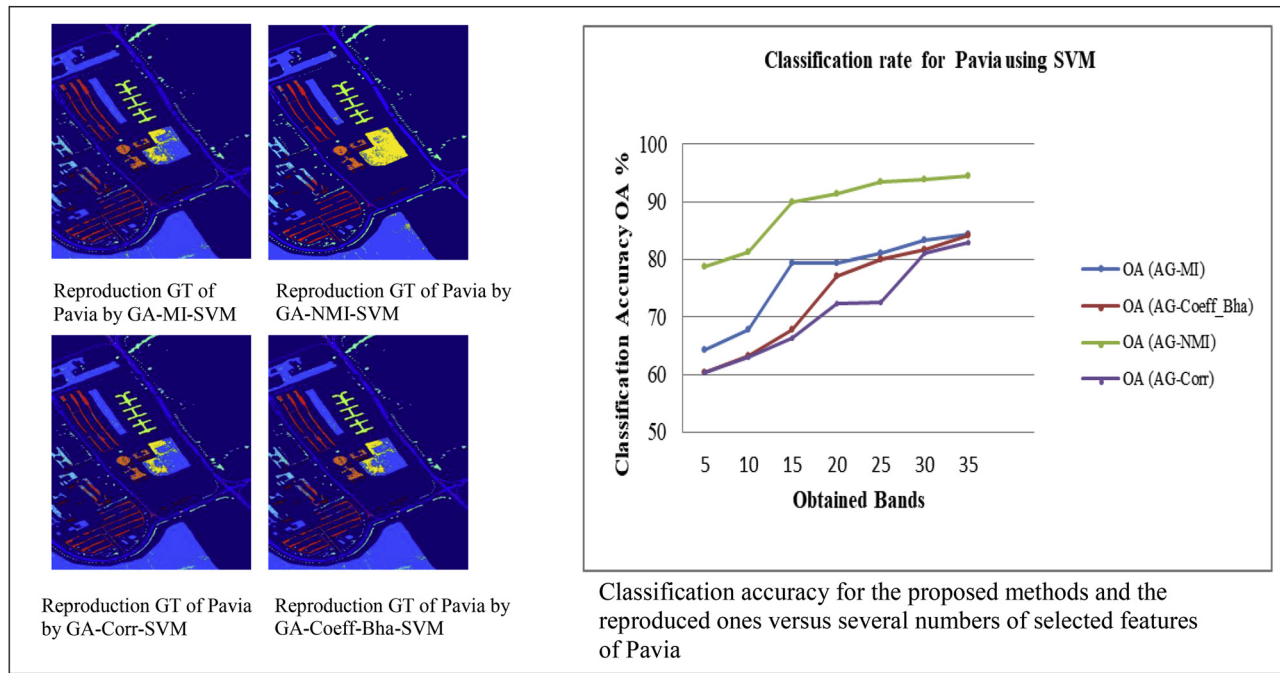 Reproduction GT of
Pavia by GA-MI-SVM
Reproduction GT of Pavia by
GA-NMI-SVM
Reproduction GT of Pavia
by GA-Corr-SVM
Reproduction GT of Pavia by
GA-Coeff-Bha-SVM
Classification rate for Pavia using SVM
Classification Accuracy OA %
100
90
80
70
60
50
5 10 15 20 25 30 35
Obtained Bands
OA (AG-MI)
OA (AG-Coeff_Bha)
OA (AG-NMI)
OA (AG-Corr)
Classification accuracy for the proposed methods and the
reproduced ones versus several numbers of selected features
of Pavia